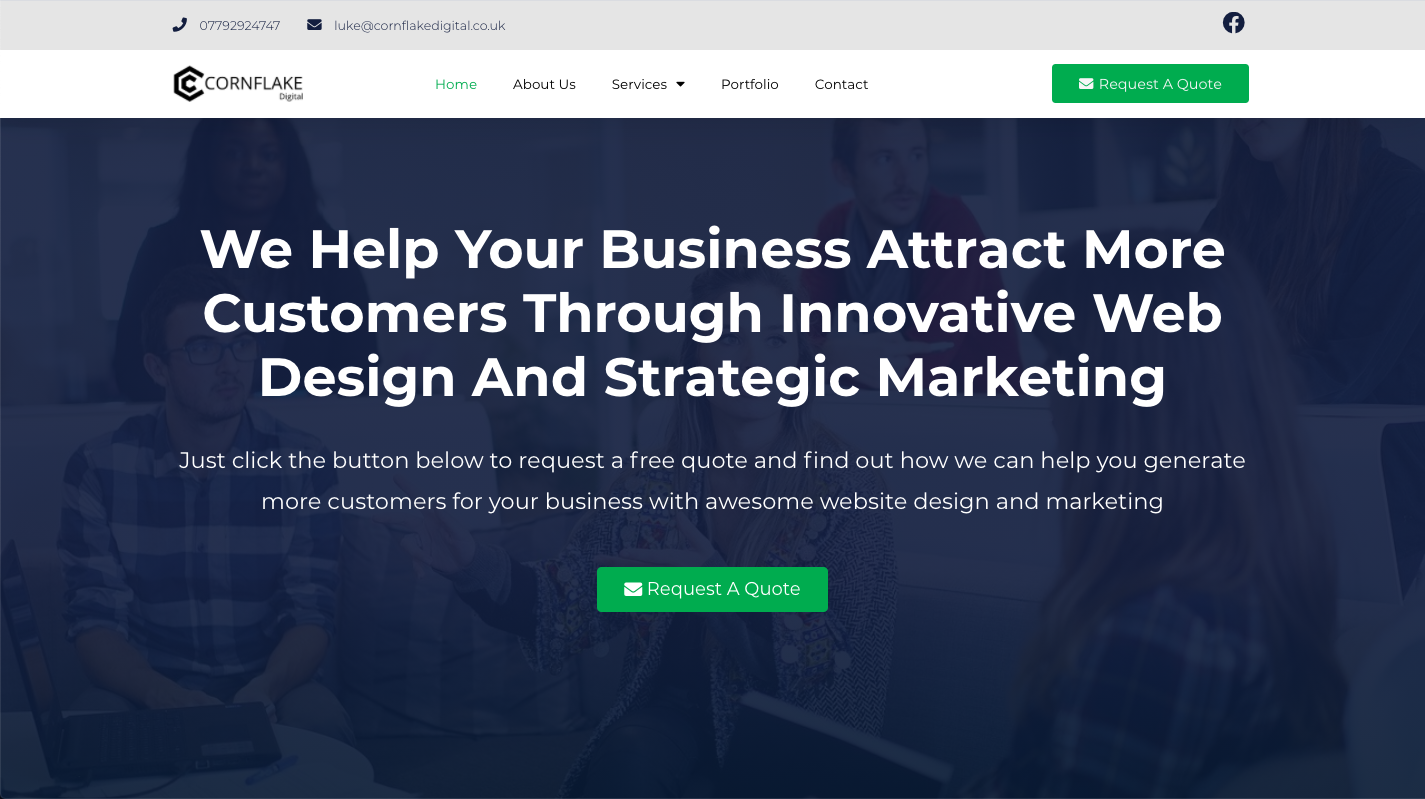 07792924747 luke@cornflakedigital.co.uk
CORNFLAKE
Digital
Home About Us Services Portfolio Contact
Request A Quote
We Help Your Business Attract More
Customers Through Innovative Web
Design And Strategic Marketing
Just click the button below to request a free quote and find out how we can help you generate
more customers for your business with awesome website design and marketing
Request A Quote